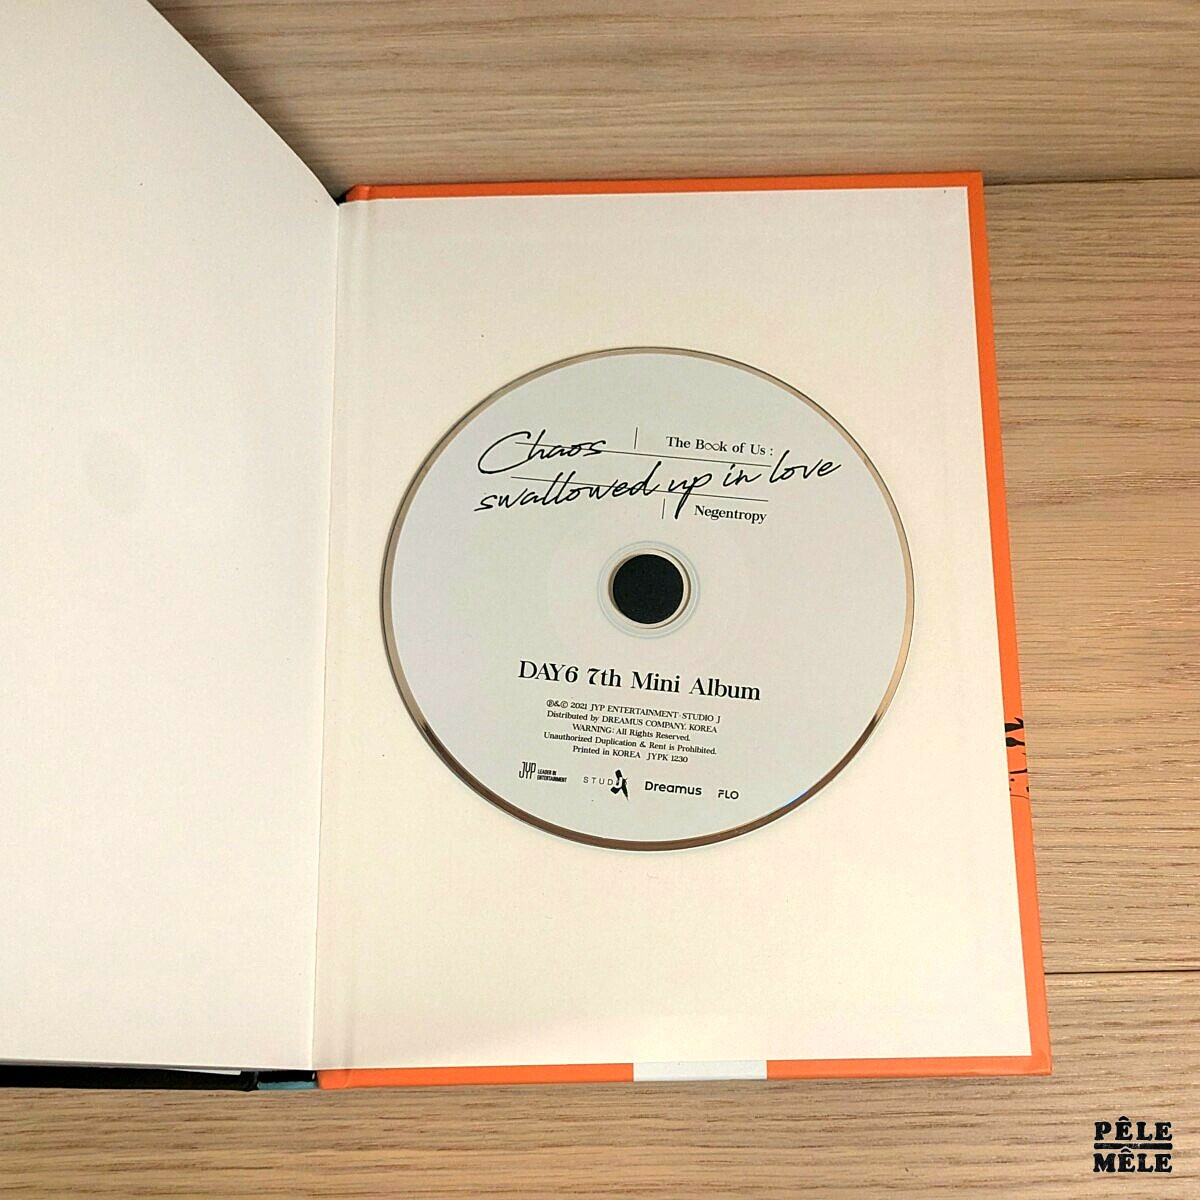 Chaos
The Book of Us :
swallowed up in love
Negentropy
DAY6 7th Mini Album
℗&© 2021 JYP ENTERTAINMENT · STUDIO J
Distributed by DREAMUS COMPANY. KOREA
WARNING: All Rights Reserved.
Unauthorized Duplication & Rent is Prohibited.
Printed in KOREA JYPK 1230
JYP LEADER IN ENTERTAINMENT STUDIO J Dreamus FLO
PÊLE
MÊLE